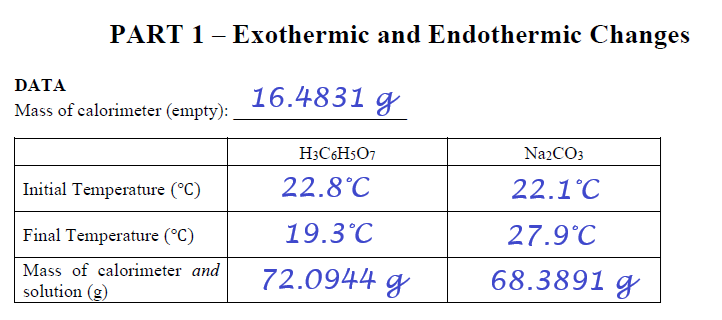 PART 1 – Exothermic and Endothermic Changes
DATA
Mass of calorimeter (empty): 16.4831 g
H3C6H5O7 Na2CO3
Initial Temperature (°C) 22.8°C 22.1°C
Final Temperature (°C) 19.3°C 27.9°C
Mass of calorimeter and
solution (g) 72.0944 g 68.3891 g